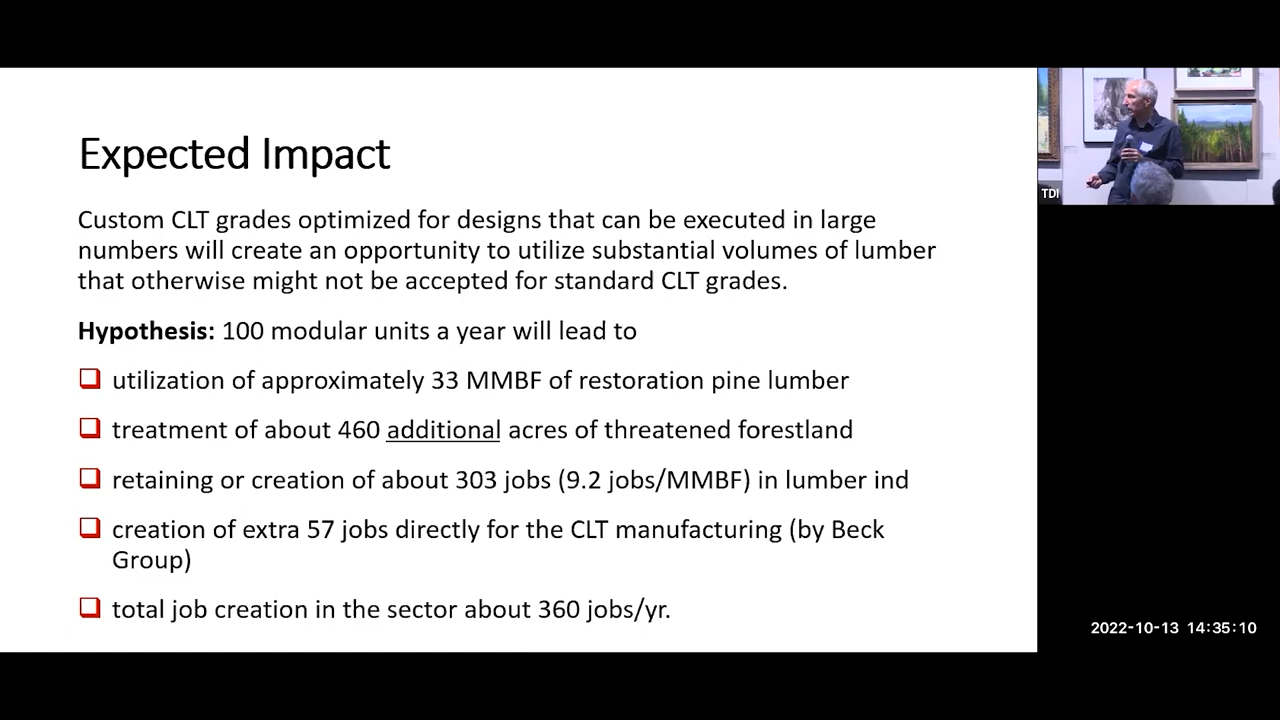 Expected Impact
Custom CLT grades optimized for designs that can be executed in large
numbers will create an opportunity to utilize substantial volumes of lumber
that otherwise might not be accepted for standard CLT grades.
Hypothesis: 100 modular units a year will lead to
utilization of approximately 33 MMBF of restoration pine lumber
treatment of about 460 additional acres of threatened forestland
retaining or creation of about 303 jobs (9.2 jobs/MMBF) in lumber ind
creation of extra 57 jobs directly for the CLT manufacturing (by Beck
Group)
total job creation in the sector about 360 jobs/yr.
TDI
2022-10-13 14:35:10